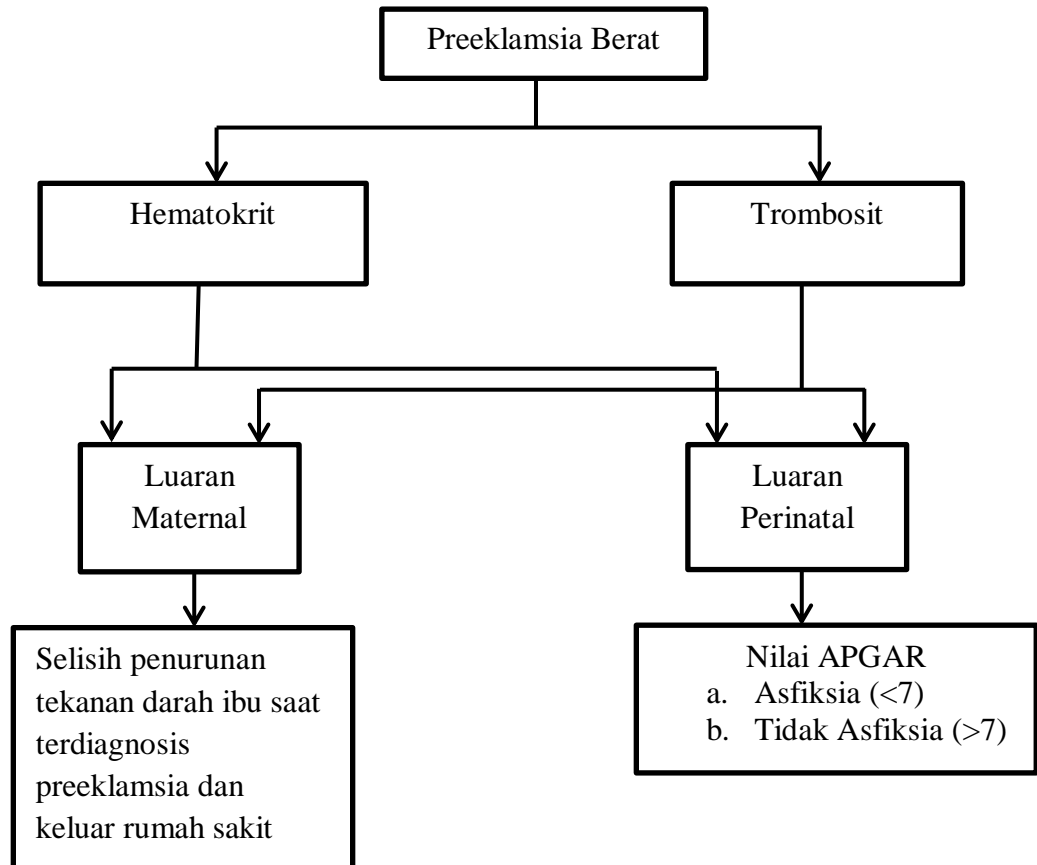 Preeklamsia Berat
Hematokrit
Trombosit
Luaran
Maternal
Luaran
Perinatal
Selisih penurunan
tekanan darah ibu saat
terdiagnosis
preeklamsia dan
keluar rumah sakit
Nilai APGAR
a. Asfiksia (<7)
b. Tidak Asfiksia (>7)